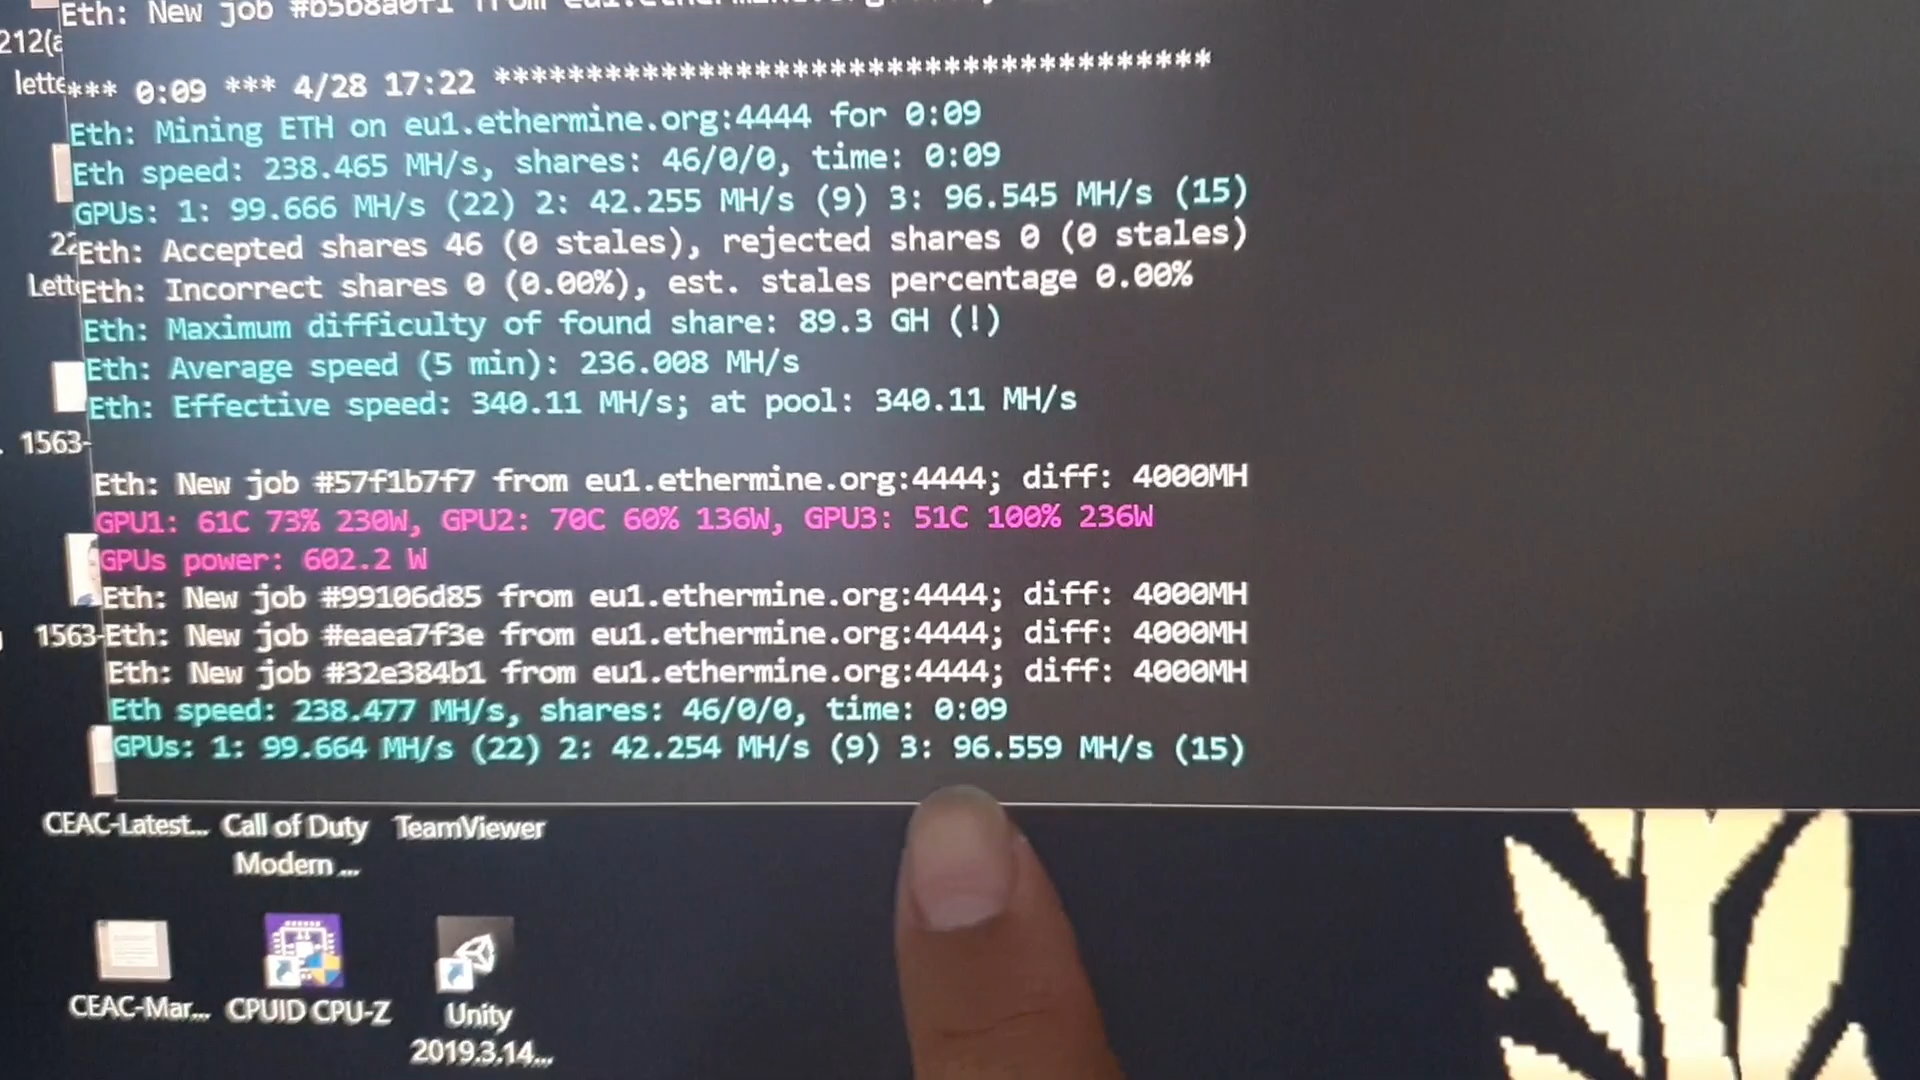 Eth: New job #b5b8a0f1 from eu1.ethermine.org:4444;
212(a
lette
*** 0:09 *** 4/28 17:22 ***************************************
Eth: Mining ETH on eu1.ethermine.org:4444 for 0:09
Eth speed: 238.465 MH/s, shares: 46/0/0, time: 0:09
GPUs: 1: 99.666 MH/s (22) 2: 42.255 MH/s (9) 3: 96.545 MH/s (15)
22
Eth: Accepted shares 46 (0 stales), rejected shares 0 (0 stales)
Lett
Eth: Incorrect shares 0 (0.00%), est. stales percentage 0.00%
Eth: Maximum difficulty of found share: 89.3 GH (!)
Eth: Average speed (5 min): 236.008 MH/s
Eth: Effective speed: 340.11 MH/s; at pool: 340.11 MH/s
1563-
Eth: New job #57f1b7f7 from eu1.ethermine.org:4444; diff: 4000MH
GPU1: 61C 73% 230W, GPU2: 70C 60% 136W, GPU3: 51C 100% 236W
GPUs power: 602.2 W
Eth: New job #99106d85 from eu1.ethermine.org:4444; diff: 4000MH
1563-
Eth: New job #eaea7f3e from eu1.ethermine.org:4444; diff: 4000MH
Eth: New job #32e384b1 from eu1.ethermine.org:4444; diff: 4000MH
Eth speed: 238.477 MH/s, shares: 46/0/0, time: 0:09
GPUs: 1: 99.664 MH/s (22) 2: 42.254 MH/s (9) 3: 96.559 MH/s (15)
CEAC-Latest...
Call of Duty
Modern ...
TeamViewer
CEAC-Mar...
CPUID CPU-Z
Unity
2019.3.14...